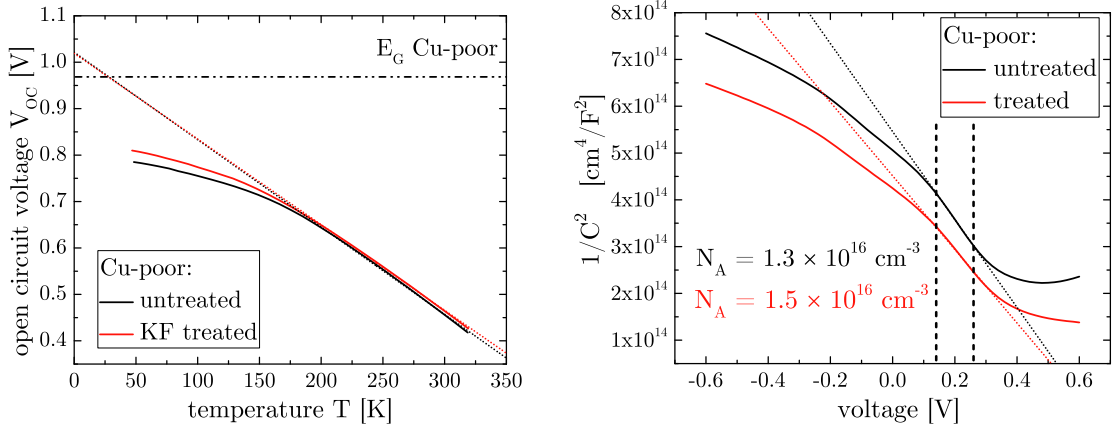 1.1
1.0
0.9
0.8
0.7
0.6
0.5
0.4
open circuit voltage V_OC [V]
E_G Cu-poor
Cu-poor:
untreated
KF treated
0 50 100 150 200 250 300 350
temperature T [K]
8x10^14
7x10^14
6x10^14
5x10^14
4x10^14
3x10^14
2x10^14
1x10^14
1/C^2 [cm^4/F^2]
Cu-poor:
untreated
treated
N_A = 1.3 × 10^16 cm^-3
N_A = 1.5 × 10^16 cm^-3
-0.6 -0.4 -0.2 0.0 0.2 0.4 0.6
voltage [V]